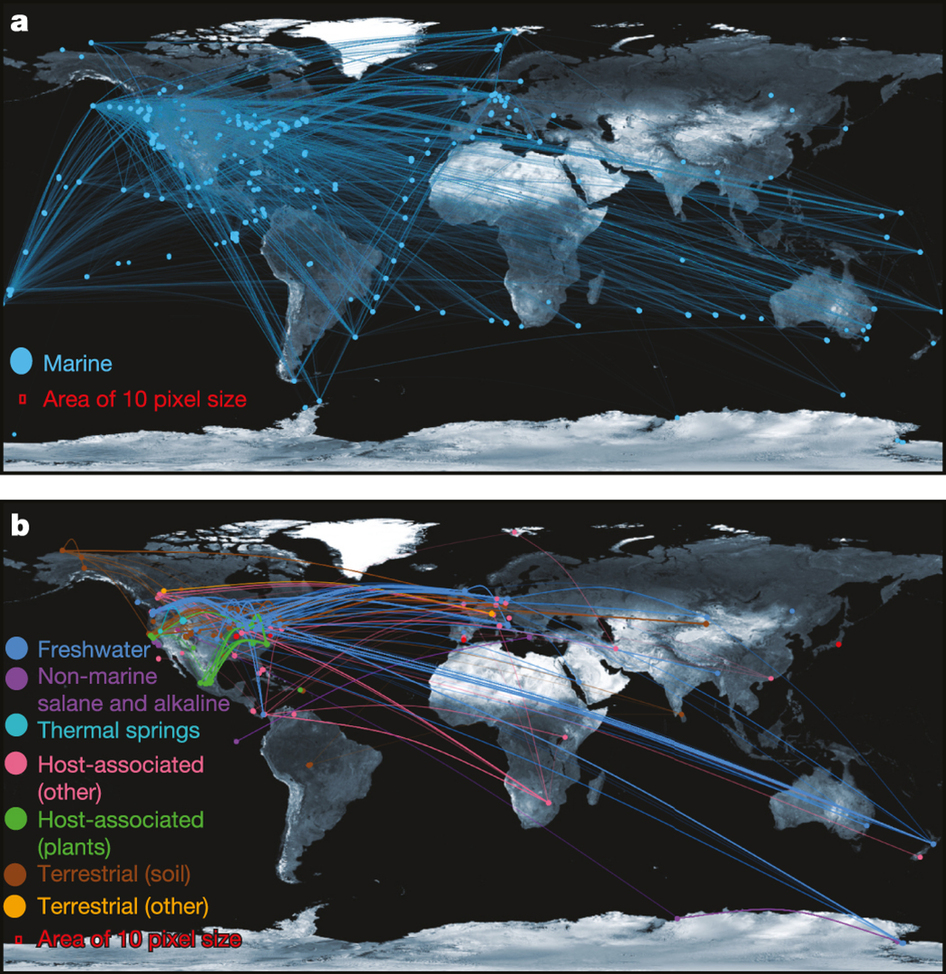 a
Marine
Area of 10 pixel size
b
Freshwater
Non-marine
salane and alkaline
Thermal springs
Host-associated
(other)
Host-associated
(plants)
Terrestrial (soil)
Terrestrial (other)
Area of 10 pixel size